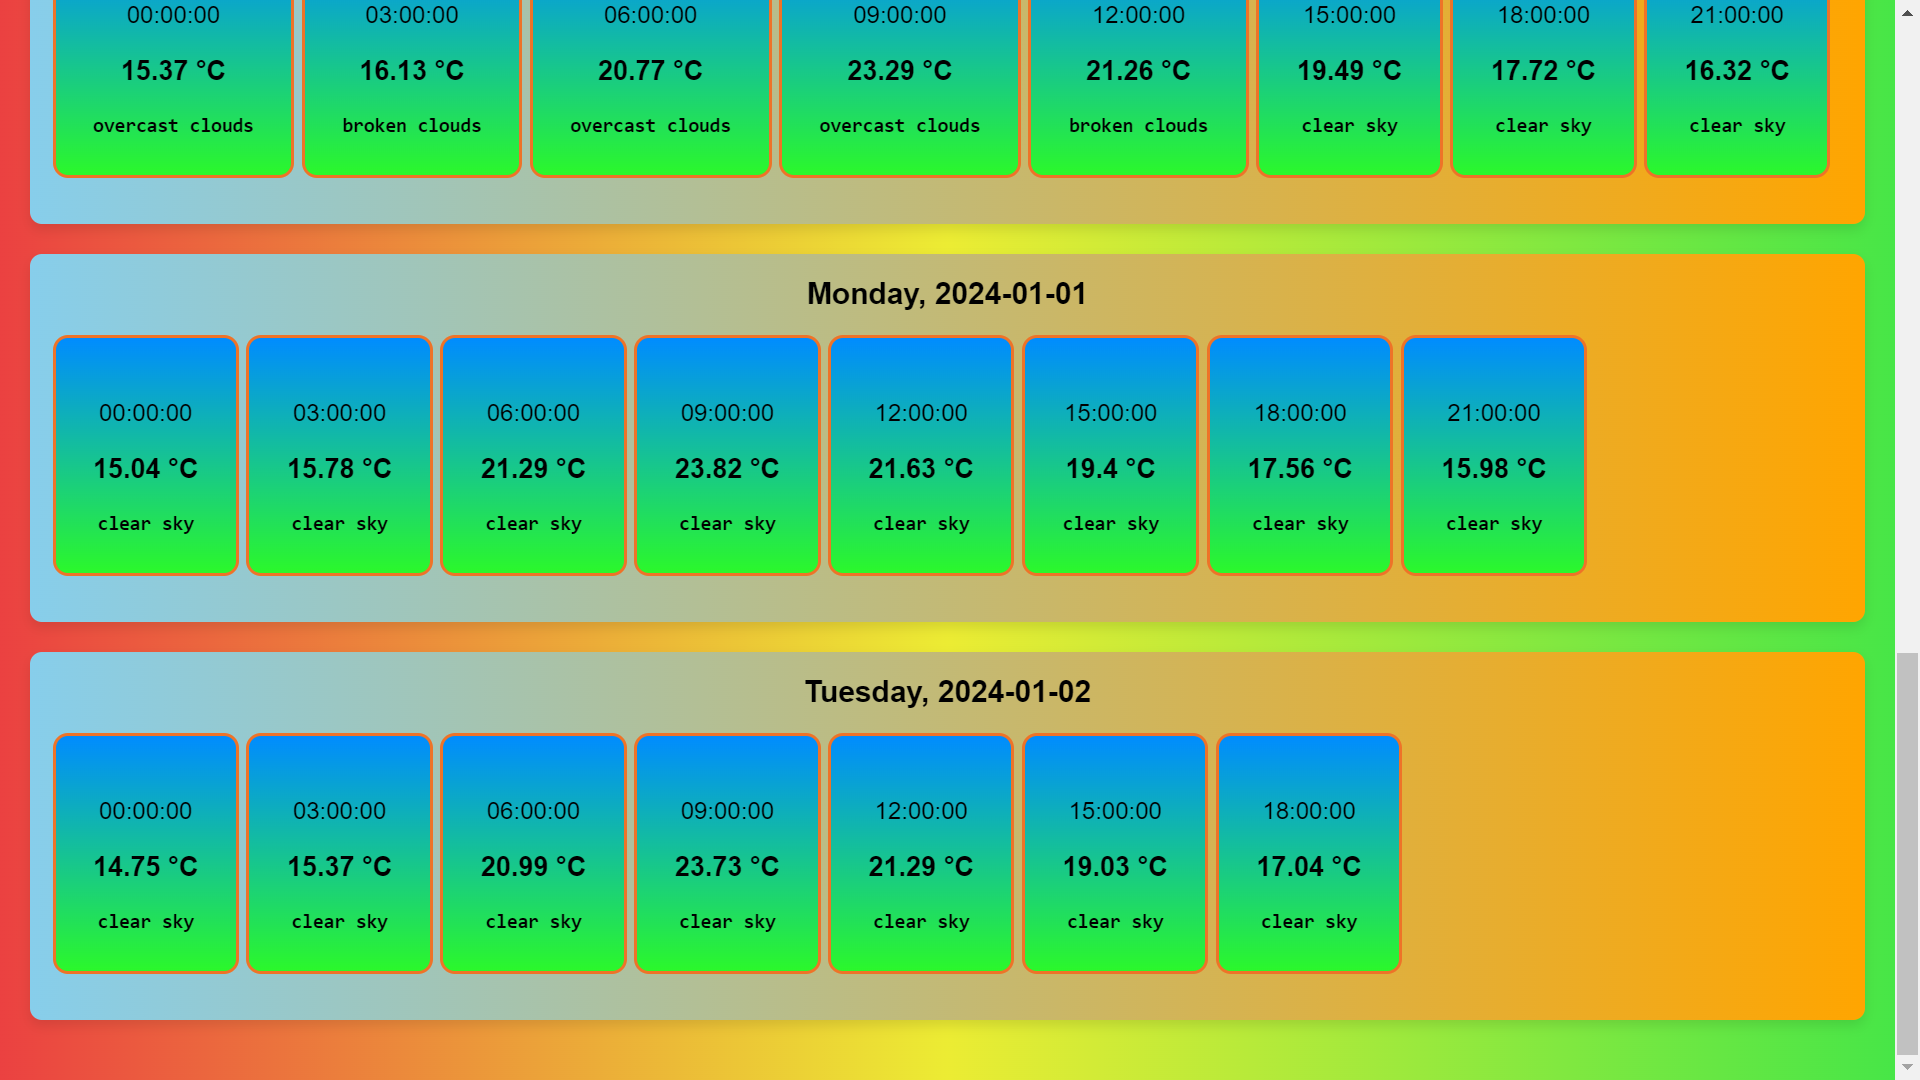 00:00:00 03:00:00 06:00:00 09:00:00 12:00:00 15:00:00 18:00:00 21:00:00
15.37 °C 16.13 °C 20.77 °C 23.29 °C 21.26 °C 19.49 °C 17.72 °C 16.32 °C
overcast clouds broken clouds overcast clouds overcast clouds broken clouds clear sky clear sky clear sky
Monday, 2024-01-01
00:00:00 03:00:00 06:00:00 09:00:00 12:00:00 15:00:00 18:00:00 21:00:00
15.04 °C 15.78 °C 21.29 °C 23.82 °C 21.63 °C 19.4 °C 17.56 °C 15.98 °C
clear sky clear sky clear sky clear sky clear sky clear sky clear sky clear sky
Tuesday, 2024-01-02
00:00:00 03:00:00 06:00:00 09:00:00 12:00:00 15:00:00 18:00:00
14.75 °C 15.37 °C 20.99 °C 23.73 °C 21.29 °C 19.03 °C 17.04 °C
clear sky clear sky clear sky clear sky clear sky clear sky clear sky